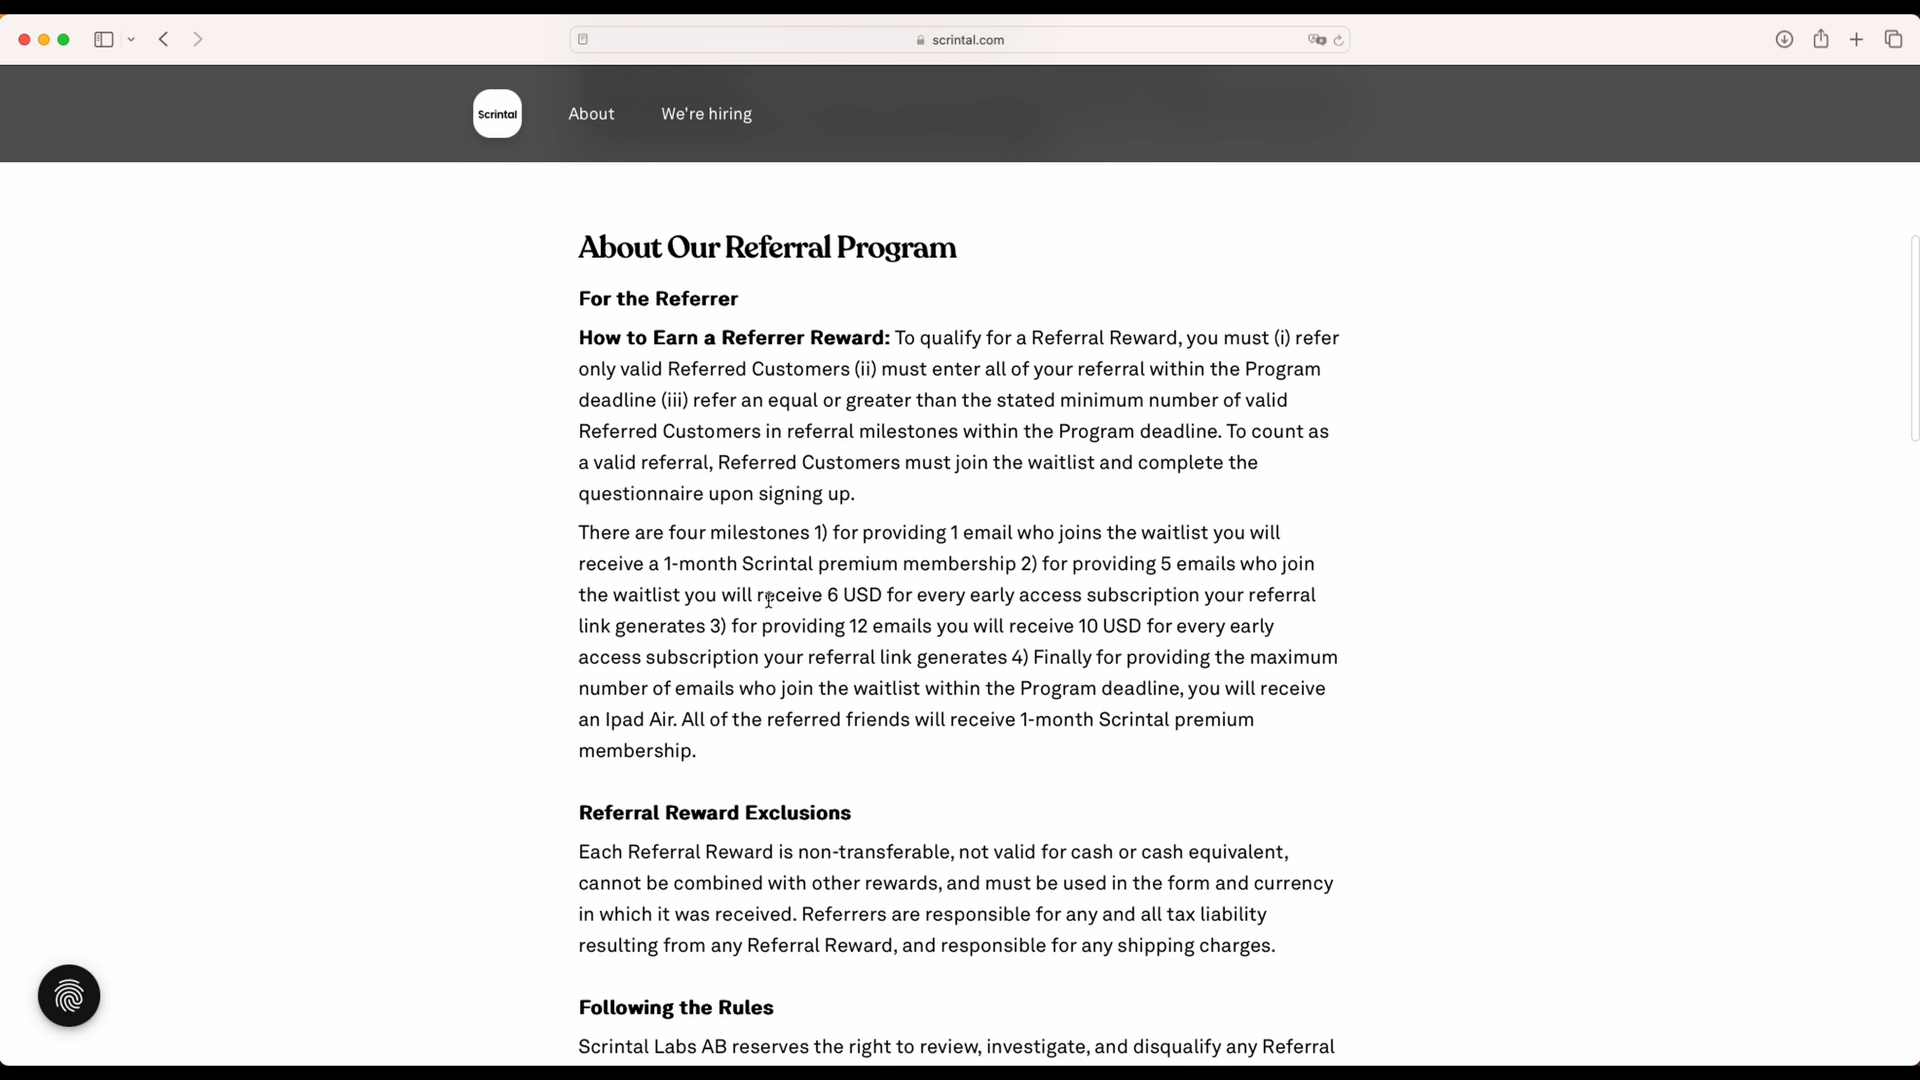 scrintal.com
Scrintal
About
We're hiring
About Our Referral Program
For the Referrer
How to Earn a Referrer Reward: To qualify for a Referral Reward, you must (i) refer
only valid Referred Customers (ii) must enter all of your referral within the Program
deadline (iii) refer an equal or greater than the stated minimum number of valid
Referred Customers in referral milestones within the Program deadline. To count as
a valid referral, Referred Customers must join the waitlist and complete the
questionnaire upon signing up.
There are four milestones 1) for providing 1 email who joins the waitlist you will
receive a 1-month Scrintal premium membership 2) for providing 5 emails who join
the waitlist you will receive 6 USD for every early access subscription your referral
link generates 3) for providing 12 emails you will receive 10 USD for every early
access subscription your referral link generates 4) Finally for providing the maximum
number of emails who join the waitlist within the Program deadline, you will receive
an Ipad Air. All of the referred friends will receive 1-month Scrintal premium
membership.
Referral Reward Exclusions
Each Referral Reward is non-transferable, not valid for cash or cash equivalent,
cannot be combined with other rewards, and must be used in the form and currency
in which it was received. Referrers are responsible for any and all tax liability
resulting from any Referral Reward, and responsible for any shipping charges.
Following the Rules
Scrintal Labs AB reserves the right to review, investigate, and disqualify any Referral